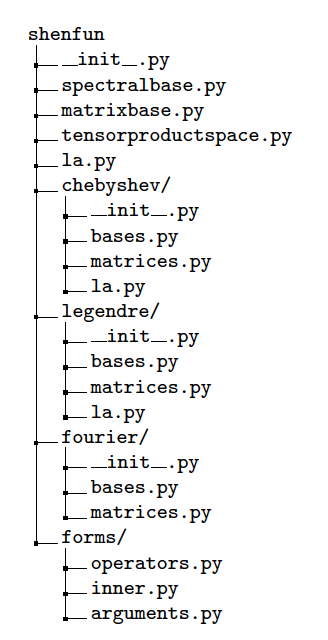 shenfun
__init__.py
spectralbase.py
matrixbase.py
tensorproductspace.py
la.py
chebyshev/
__init__.py
bases.py
matrices.py
la.py
legendre/
__init__.py
bases.py
matrices.py
la.py
fourier/
__init__.py
bases.py
matrices.py
forms/
operators.py
inner.py
arguments.py